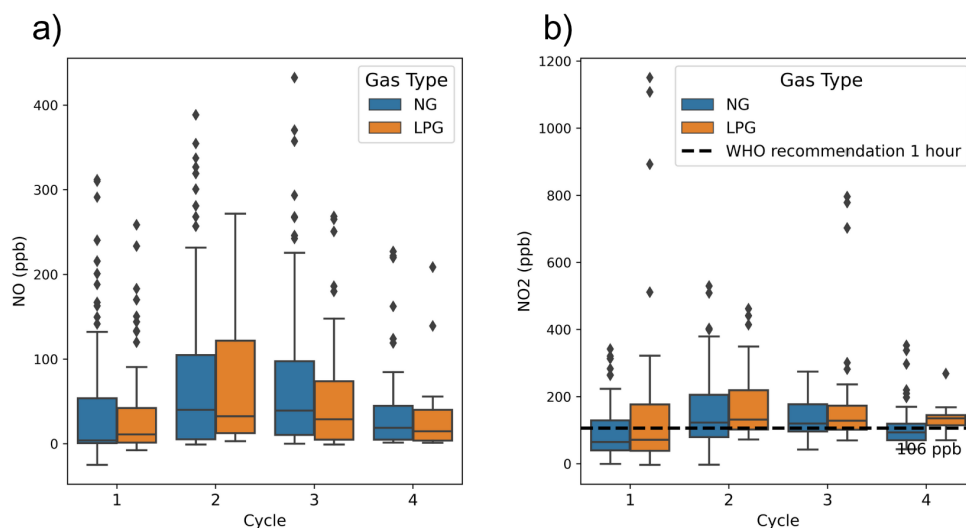 a)
NO (ppb)
400
300
200
100
0
Gas Type
NG
LPG
1 2 3 4
Cycle
b)
NO2 (ppb)
1200
1000
800
600
400
200
0
Gas Type
NG
LPG
WHO recommendation 1 hour
106 ppb
1 2 3 4
Cycle